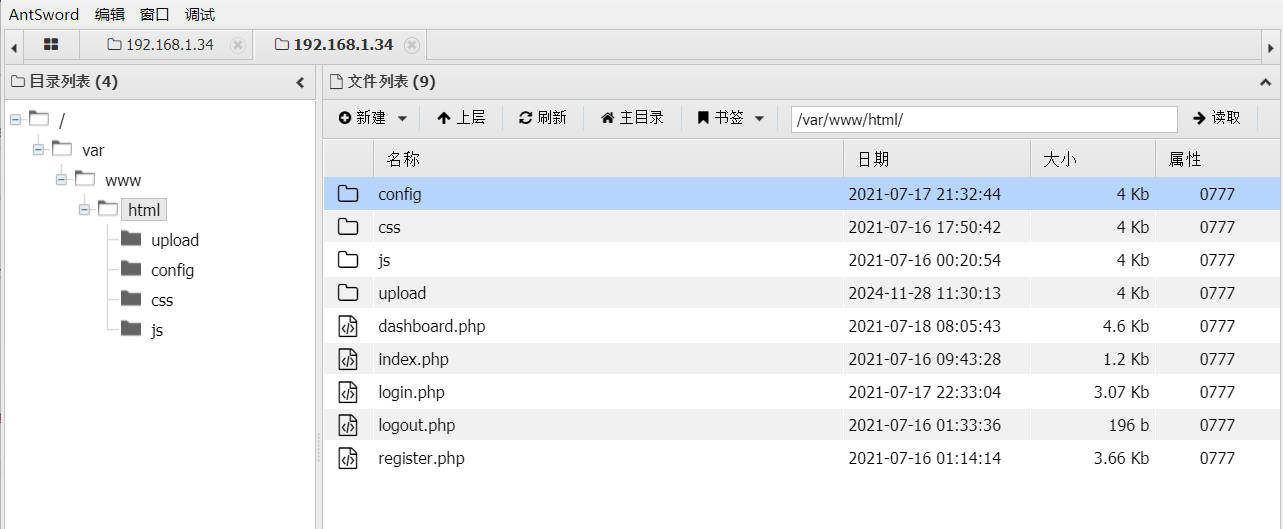 AntSword 编辑 窗口 调试
192.168.1.34 192.168.1.34
目录列表 (4) 文件列表 (9)
新建 上层 刷新 主目录 书签 /var/www/html/ 读取
/
var
www
html
upload
config
css
js
名称 日期 大小 属性
config 2021-07-17 21:32:44 4 Kb 0777
css 2021-07-16 17:50:42 4 Kb 0777
js 2021-07-16 00:20:54 4 Kb 0777
upload 2024-11-28 11:30:13 4 Kb 0777
dashboard.php 2021-07-18 08:05:43 4.6 Kb 0777
index.php 2021-07-16 09:43:28 1.2 Kb 0777
login.php 2021-07-17 22:33:04 3.07 Kb 0777
logout.php 2021-07-16 01:33:36 196 b 0777
register.php 2021-07-16 01:14:14 3.66 Kb 0777